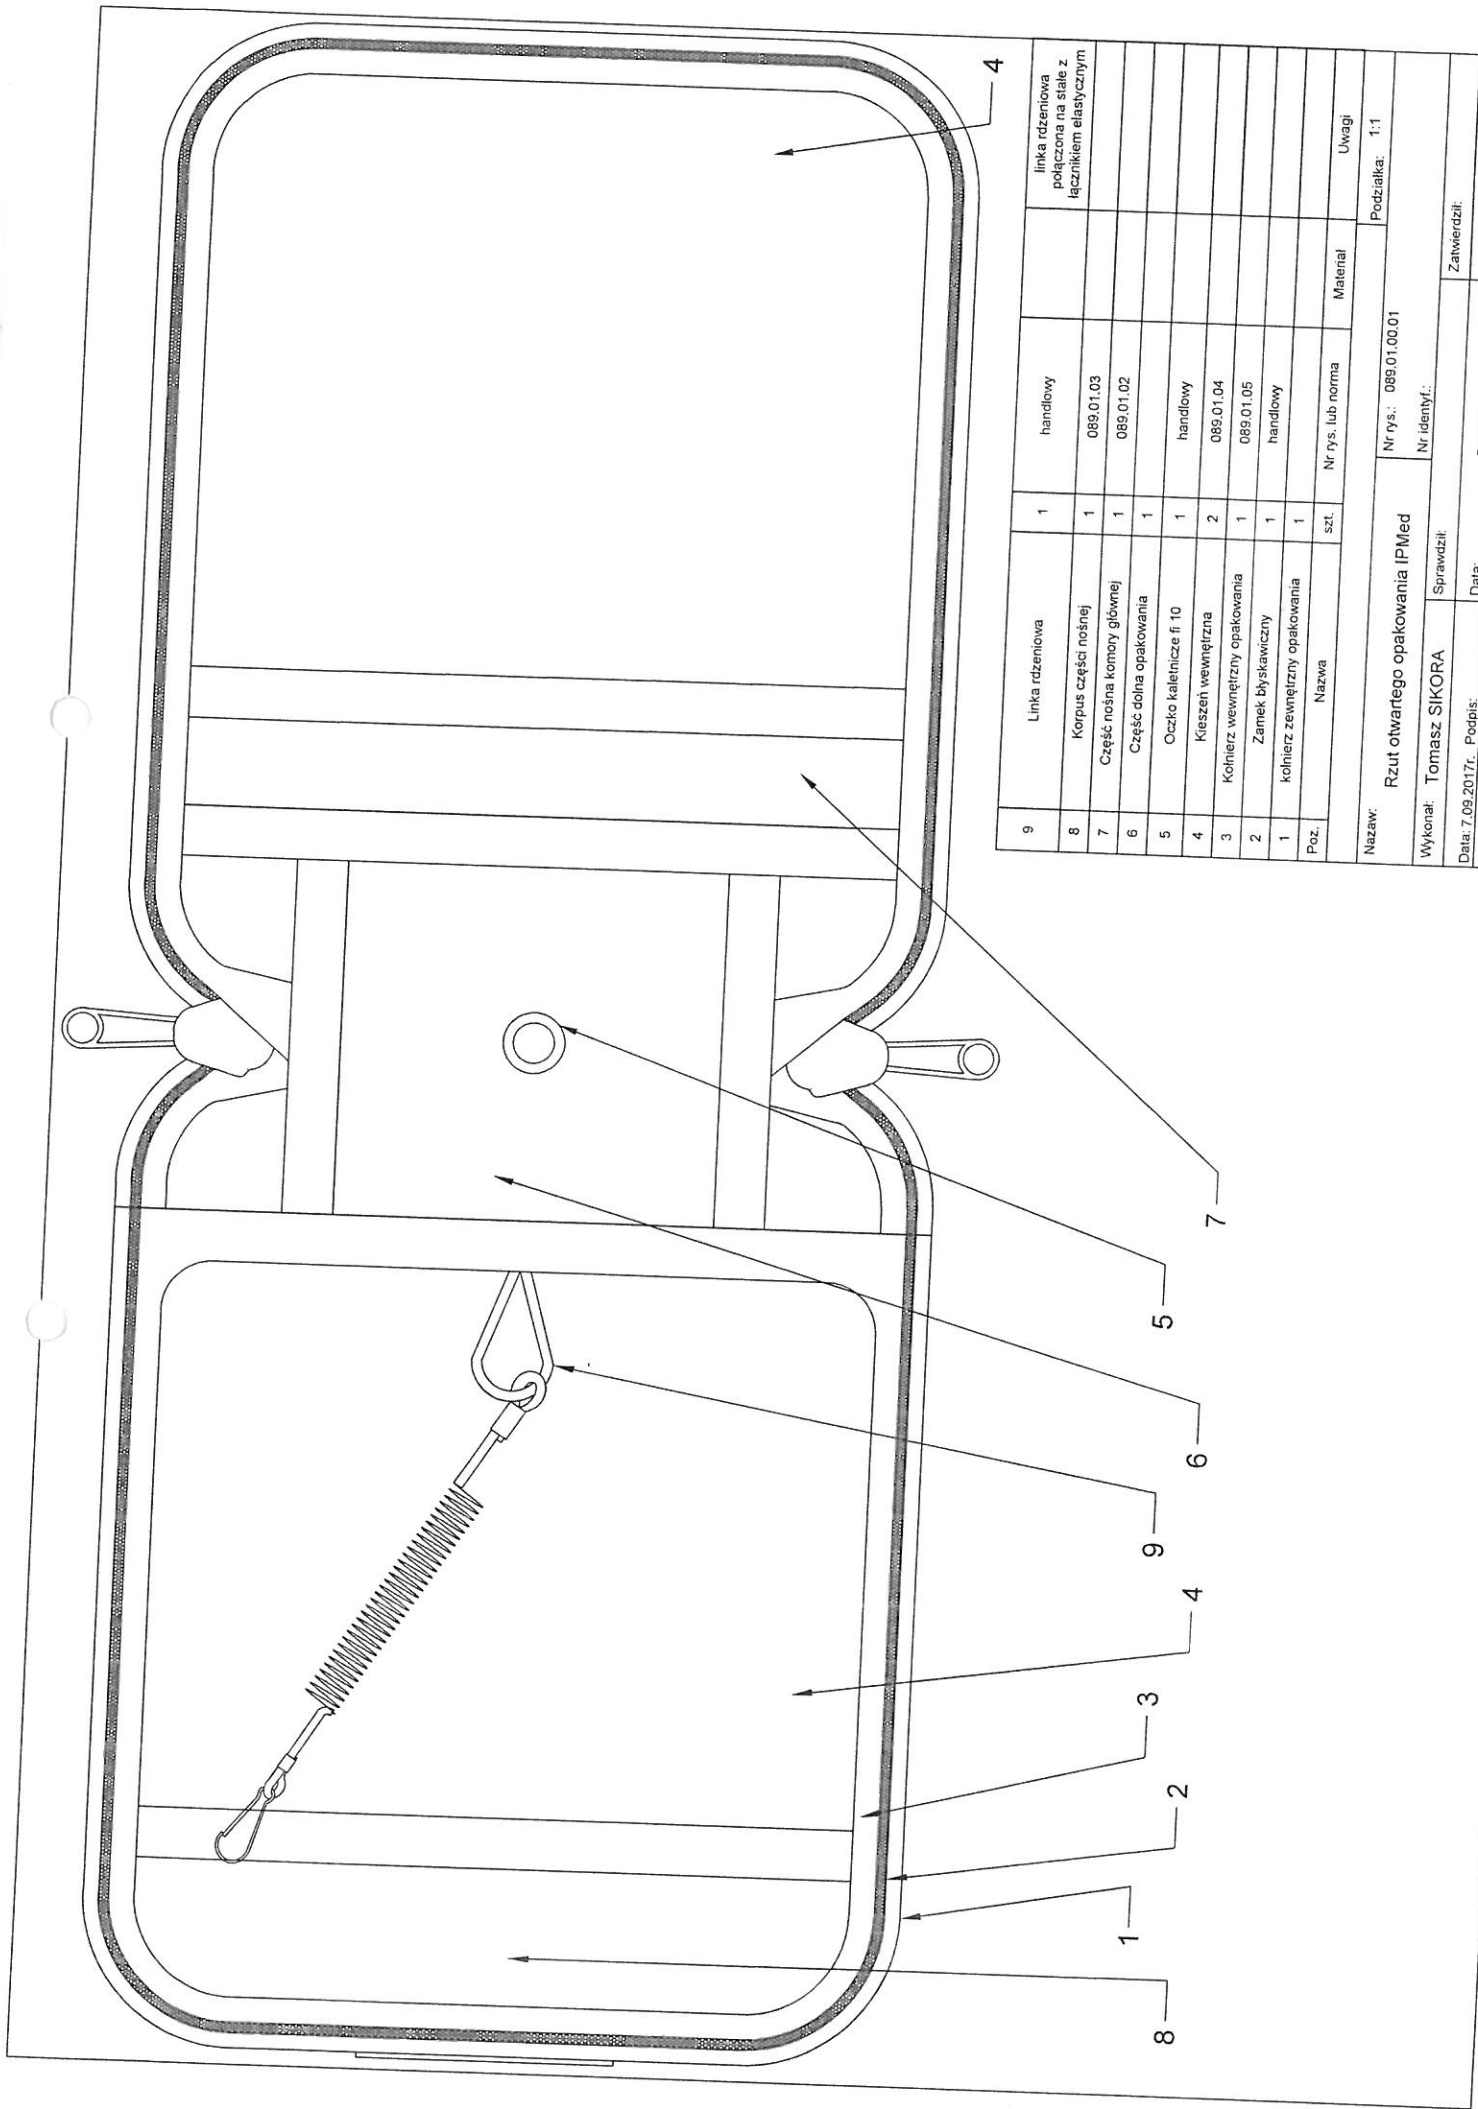 4
7
5
6
9
4
3
2
1
8
9 Linka rdzeniowa 1 handlowy linka rdzeniowa
połączona na stałe z
łącznikiem elastycznym
8 Korpus części nośnej 1 089.01.03
7 Część nośna komory głównej 1 089.01.02
6 Część dolna opakowania 1
5 Oczko kaletnicze fi 10 1 handlowy
4 Kieszeń wewnętrzna 2 089.01.04
3 Kołnierz wewnętrzny opakowania 1 089.01.05
2 Zamek błyskawiczny 1 handlowy
1 kołnierz zewnętrzny opakowania 1
Poz. Nazwa szt. Nr rys. lub norma Materiał Uwagi
Nazaw:
Rzut otwartego opakowania IPMed
Nr rys.: 089.01.00.01
Podziałka: 1:1
Nr identyf.:
Wykonał: Tomasz SIKORA Sprawdził: Zatwierdził:
Data: 7.09.2017r. Podpis: Data: